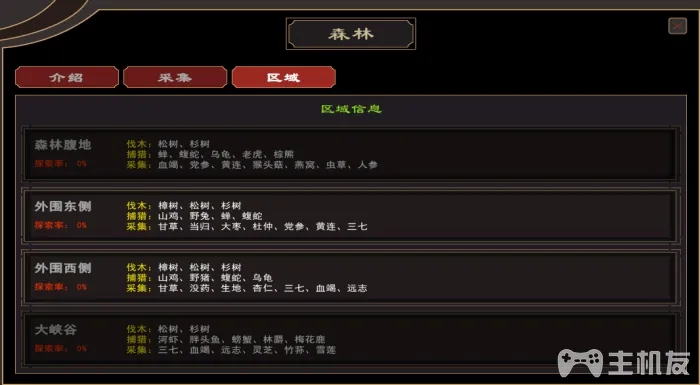 森林
介绍
采集
区域
区域信息
森林腹地
探索率: 0%
伐木: 松树、杉树
捕猎: 蝉、蝮蛇、乌龟、老虎、棕熊
采集: 血竭、党参、黄连、猴头菇、燕窝、虫草、人参
外围东侧
探索率: 0%
伐木: 樟树、松树、杉树
捕猎: 山鸡、野兔、蝉、蝮蛇
采集: 甘草、当归、大枣、杜仲、党参、黄连、三七
外围西侧
探索率: 0%
伐木: 樟树、松树、杉树
捕猎: 山鸡、野猪、蝮蛇、乌龟
采集: 甘草、没药、生地、杏仁、三七、血竭、远志
大峡谷
探索率: 0%
伐木: 松树、杉树
捕猎: 河虾、胖头鱼、螃蟹、林麝、梅花鹿
采集: 三七、血竭、远志、灵芝、竹荪、雪莲
主机友